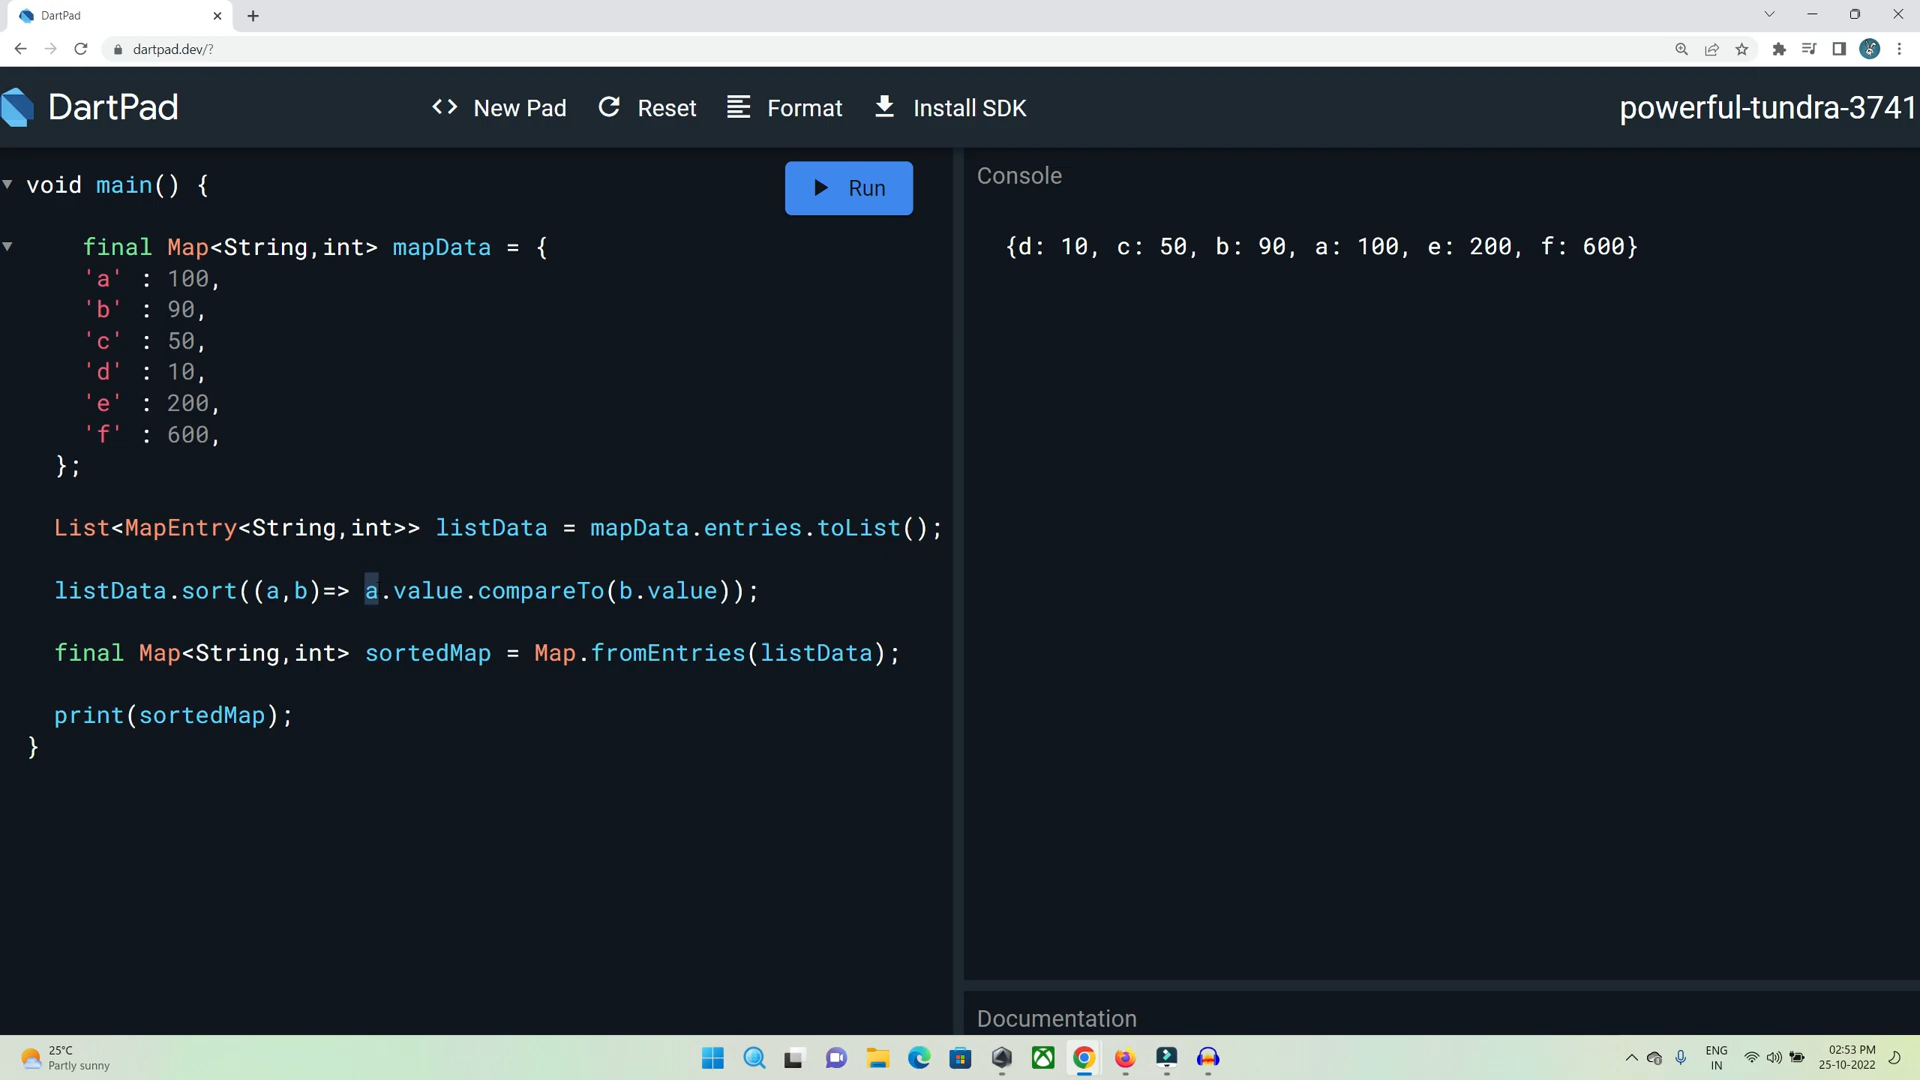 DartPad
dartpad.dev/?
DartPad
New Pad
Reset
Format
Install SDK
powerful-tundra-3741
void main() {
Run
final Map<String,int> mapData = {
'a' : 100,
'b' : 90,
'c' : 50,
'd' : 10,
'e' : 200,
'f' : 600,
};
List<MapEntry<String,int>> listData = mapData.entries.toList();
listData.sort((a,b)=> a.value.compareTo(b.value));
final Map<String,int> sortedMap = Map.fromEntries(listData);
print(sortedMap);
}
Console
{d: 10, c: 50, b: 90, a: 100, e: 200, f: 600}
Documentation
25°C
Partly sunny
ENG
IN
02:53 PM
25-10-2022